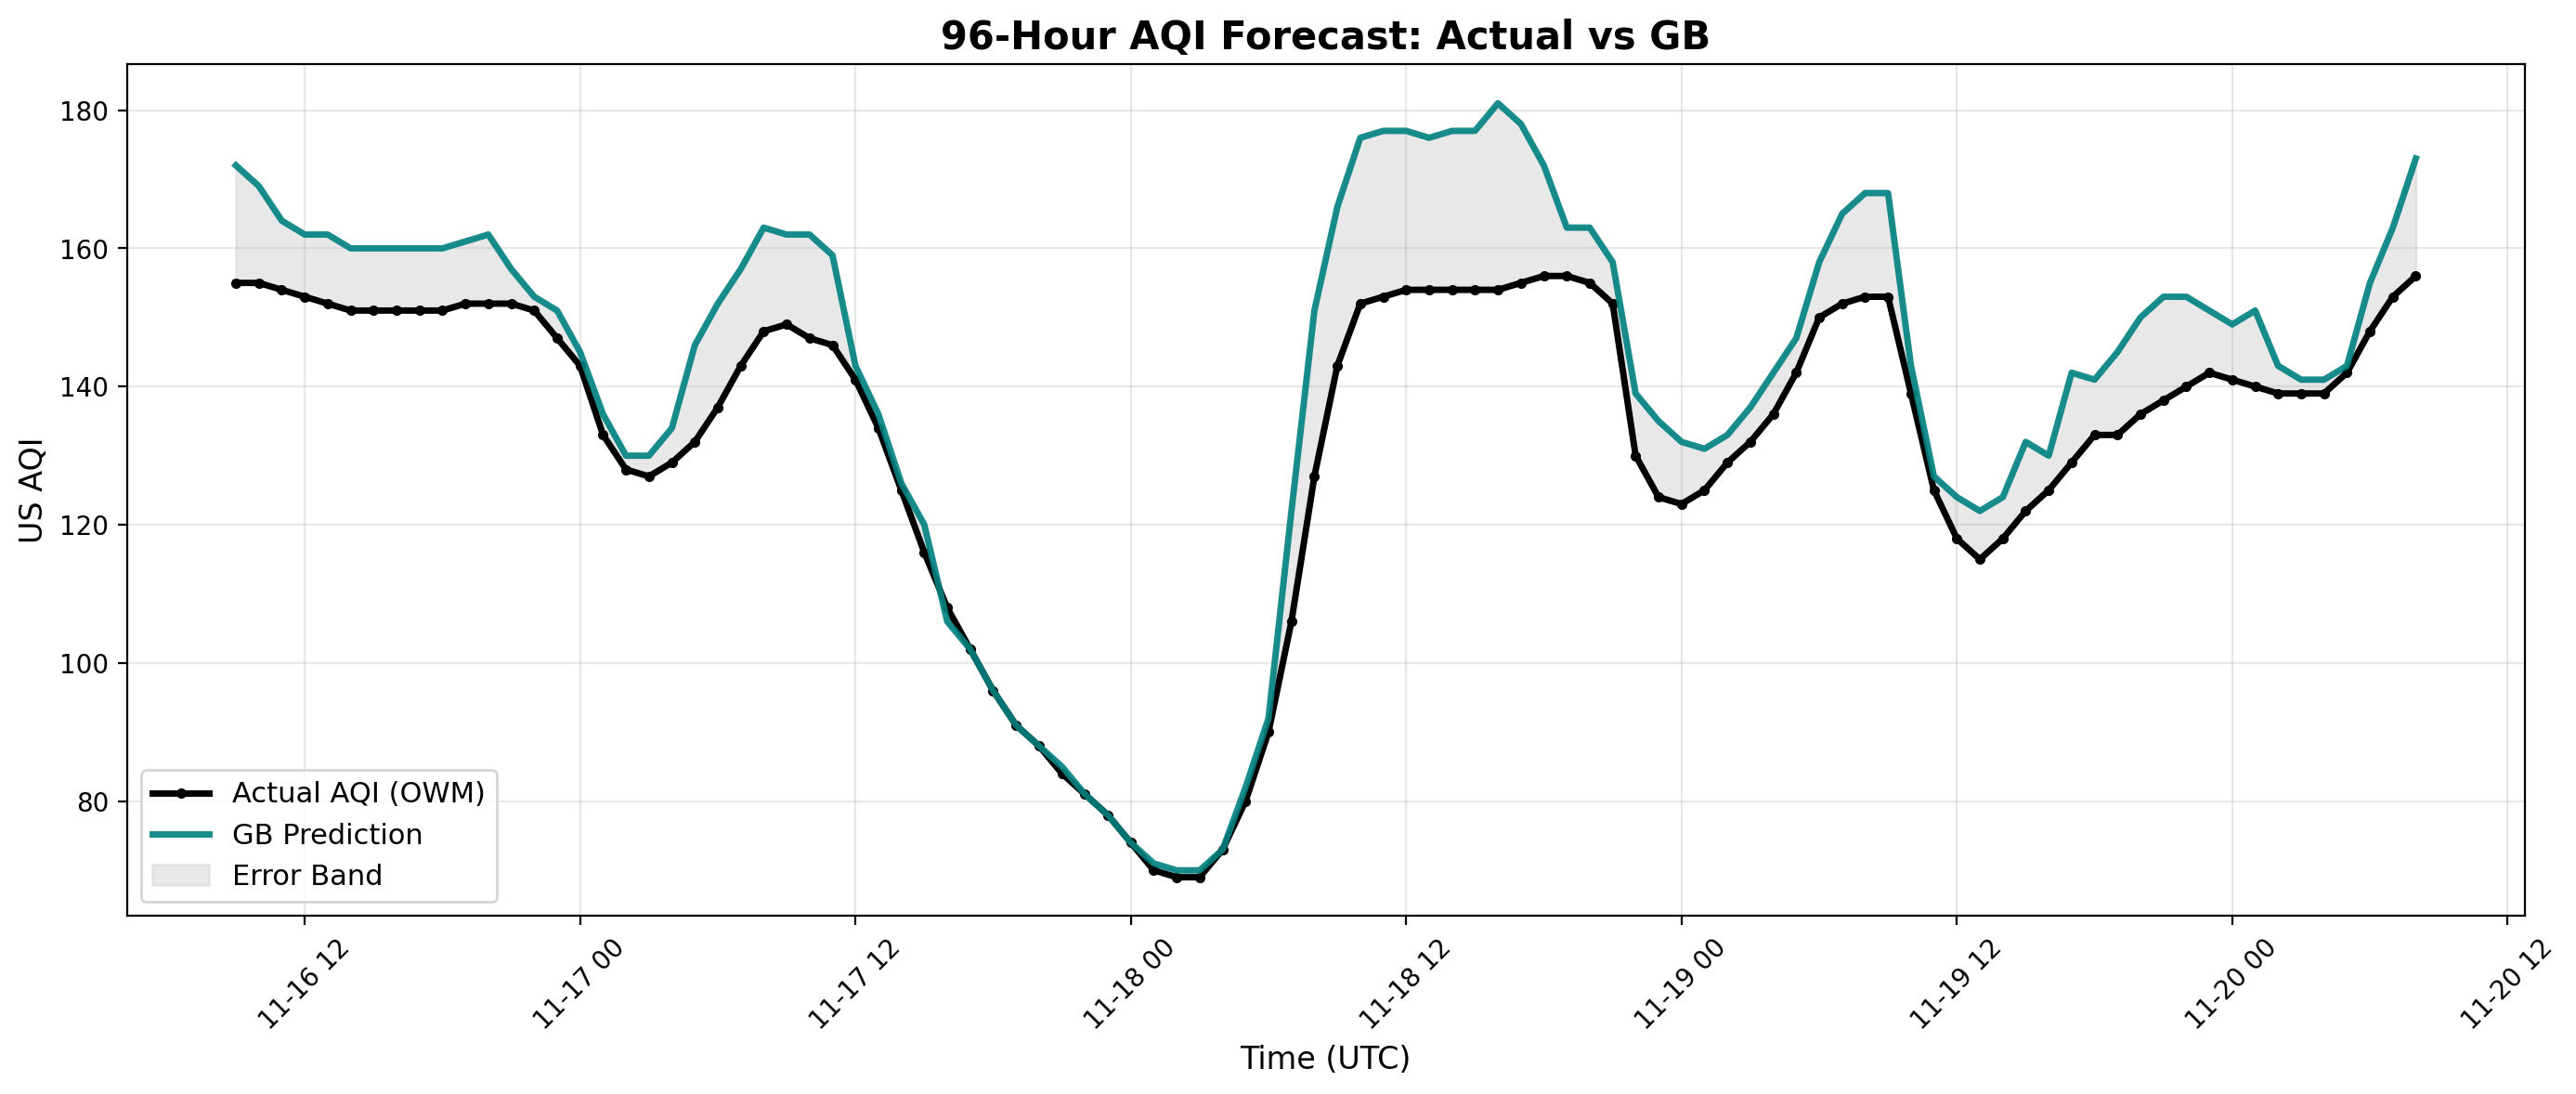 96-Hour AQI Forecast: Actual vs GB
US AQI
180
160
140
120
100
80
Actual AQI (OWM)
GB Prediction
Error Band
11-16 12
11-17 00
11-17 12
11-18 00
11-18 12
11-19 00
11-19 12
11-20 00
11-20 12
Time (UTC)